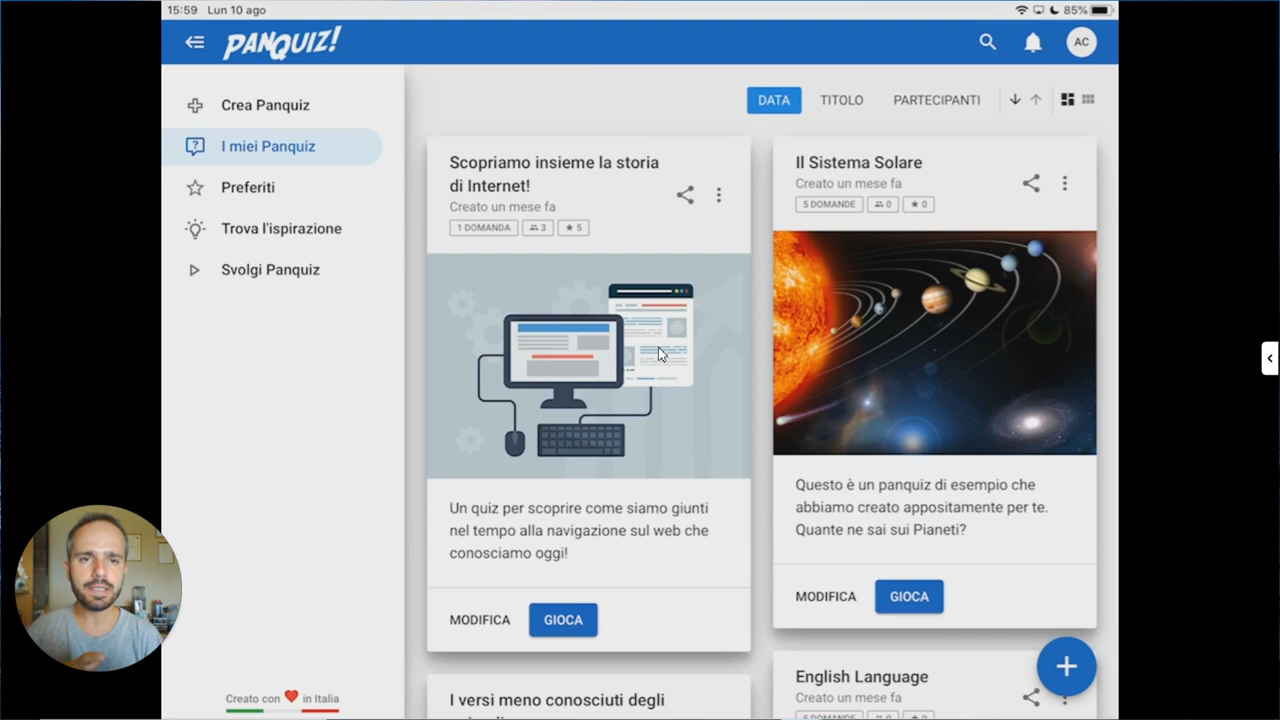 15:59 Lun 10 ago
85%
PANQUIZ!
AC
Crea Panquiz
I miei Panquiz
Preferiti
Trova l'ispirazione
Svolgi Panquiz
DATA TITOLO PARTECIPANTI
Scopriamo insieme la storia
di Internet!
Creato un mese fa
1 DOMANDA 3 5
Un quiz per scoprire come siamo giunti
nel tempo alla navigazione sul web che
conosciamo oggi!
MODIFICA GIOCA
I versi meno conosciuti degli
Il Sistema Solare
Creato un mese fa
5 DOMANDE 0 0
Questo è un panquiz di esempio che
abbiamo creato appositamente per te.
Quante ne sai sui Pianeti?
MODIFICA GIOCA
English Language
Creato un mese fa
5 DOMANDE 0 0
Creato con in Italia